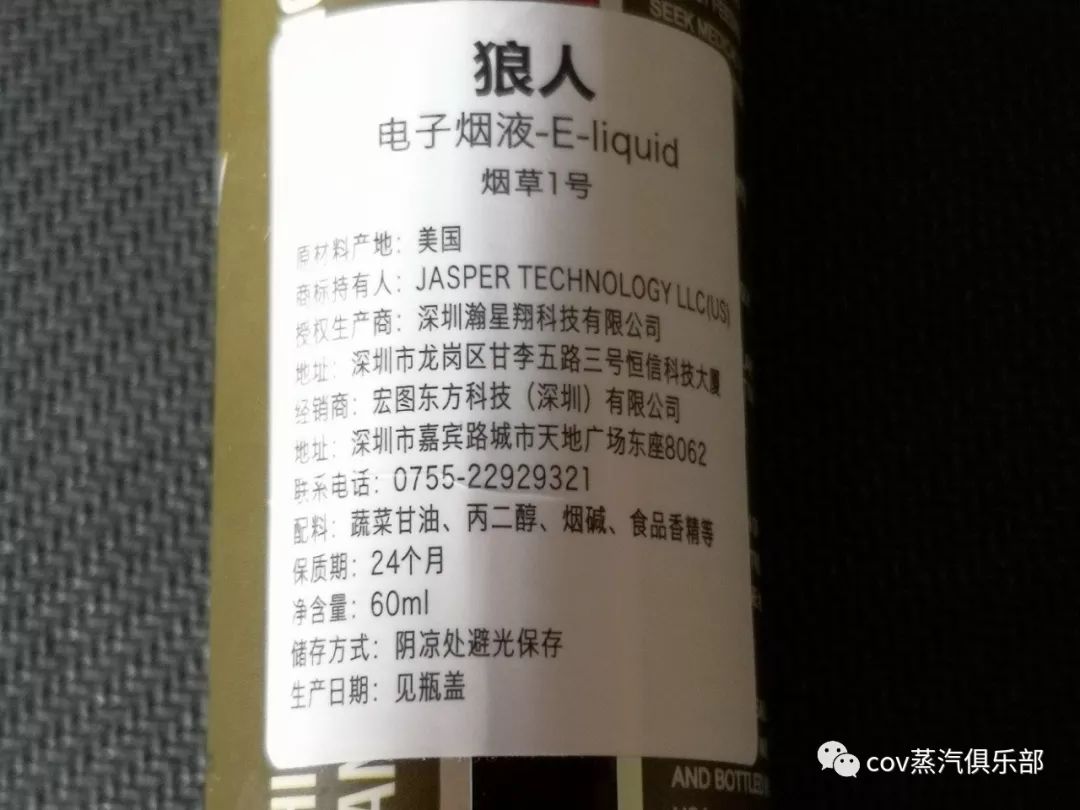 SEEK MEDIC
狼人
电子烟液-E-liquid
烟草1号
原材料产地：美国
商标持有人：JASPER TECHNOLOGY LLC(US)
授权生产商：深圳瀚星翔科技有限公司
地址：深圳市龙岗区甘李五路三号恒信科技大厦
经销商：宏图东方科技（深圳）有限公司
地址：深圳市嘉宾路城市天地广场东座8062
联系电话：0755-22929321
配料：蔬菜甘油、丙二醇、烟碱、食品香精等
保质期：24个月
净含量：60ml
储存方式：阴凉处避光保存
生产日期：见瓶盖
AND BOTTLED
cov蒸汽俱乐部